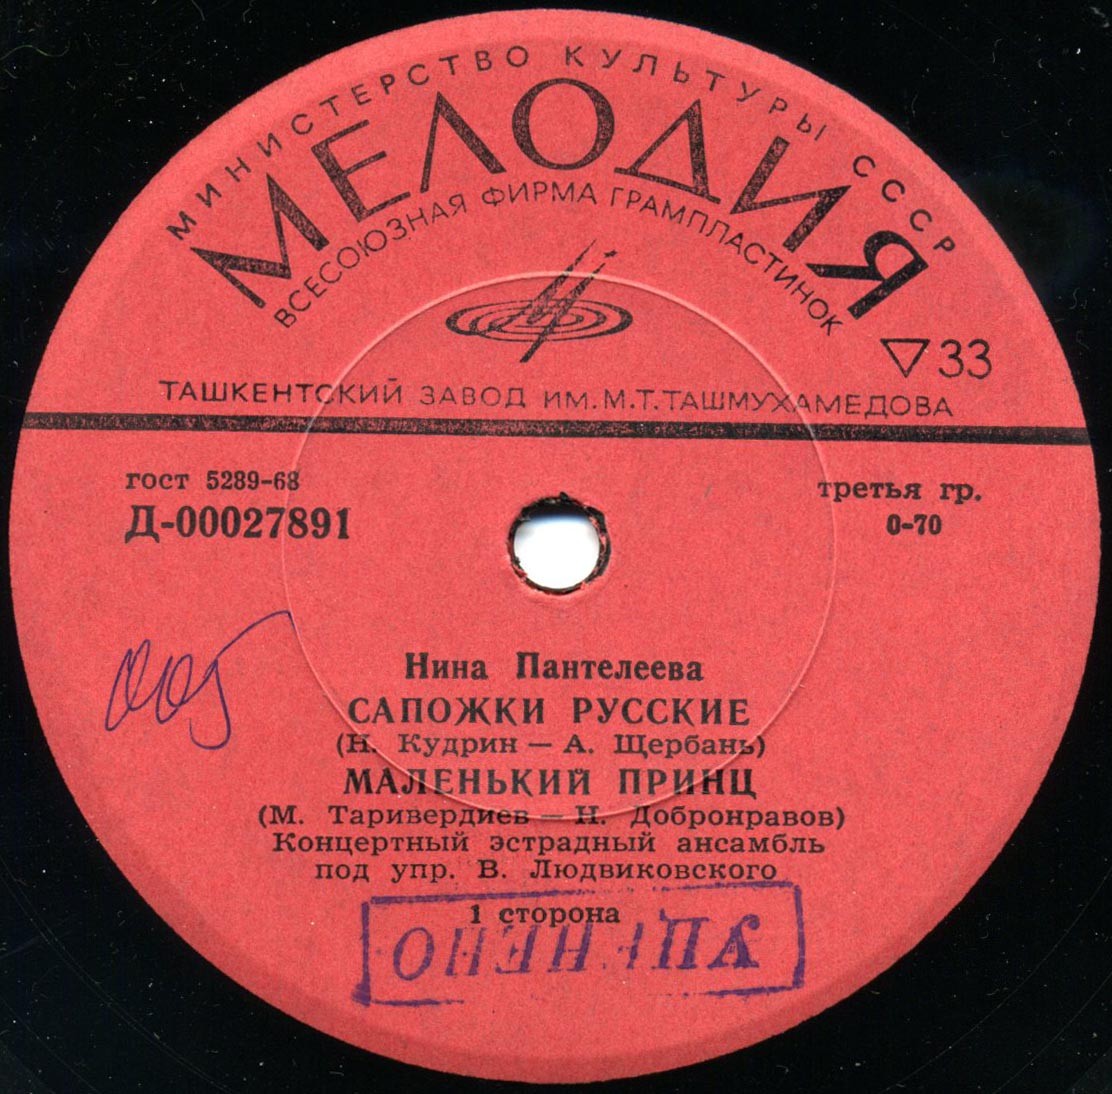 МИНИСТЕРСТВО КУЛЬТУРЫ СССР
МЕЛОДИЯ
ВСЕСОЮЗНАЯ ФИРМА ГРАМПЛАСТИНОК
▽33
ТАШКЕНТСКИЙ ЗАВОД ИМ. М. Т. ТАШМУХАМЕДОВА
гост 5289-68
третья гр.
Д-00027891
0-70
Нина Пантелеева
САПОЖКИ РУССКИЕ
(Н. Кудрин — А. Щербань)
МАЛЕНЬКИЙ ПРИНЦ
(М. Таривердиев — Н. Добронравов)
Концертный эстрадный ансамбль
под упр. В. Людвиковского
1 сторона